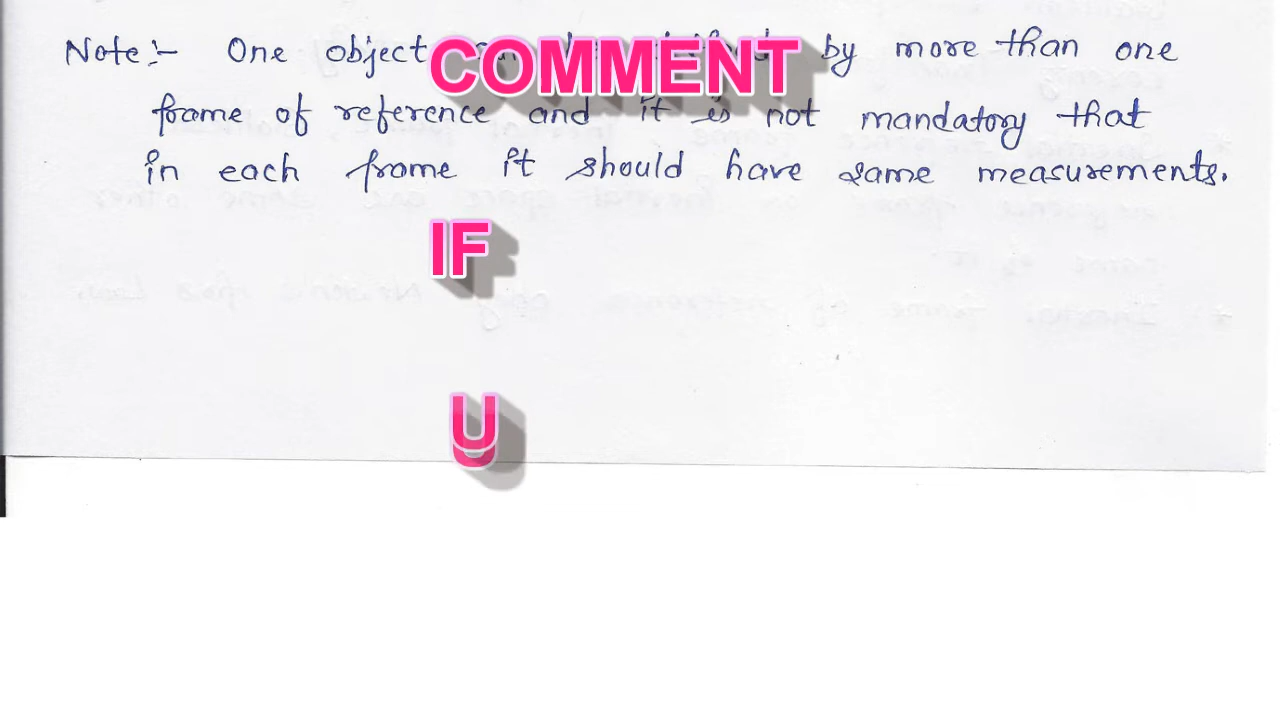 Note:- One object COMMENT by more than one
frame of reference and it is not mandatory that
in each frame it should have same measurements.
IF
U